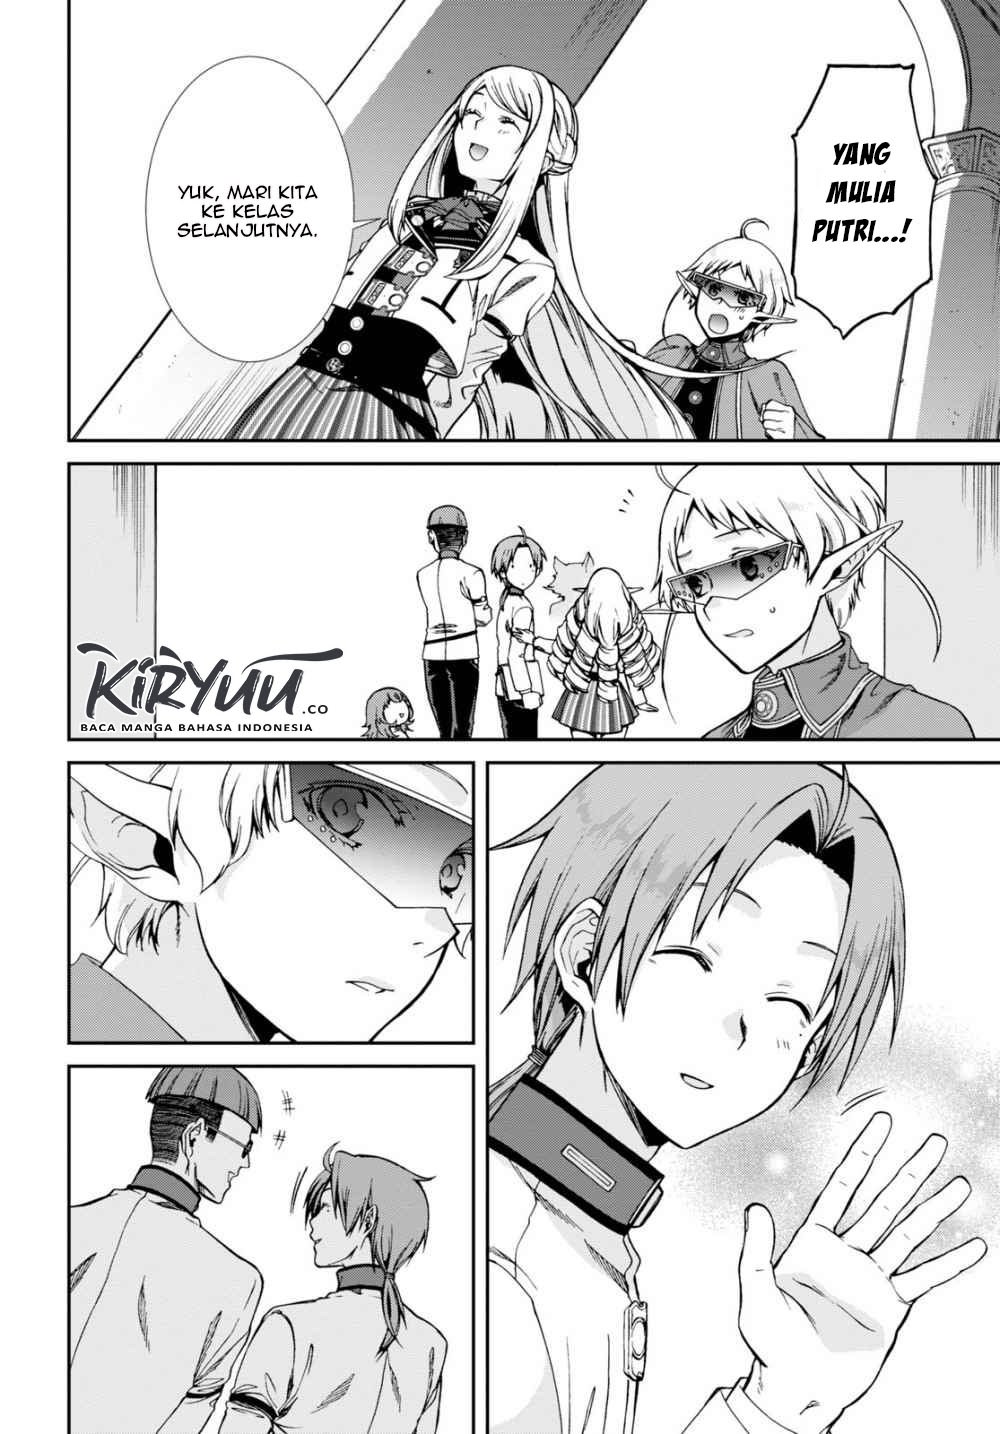 YANG
MULIA
PUTRI...!
YUK, MARI KITA
KE KELAS
SELANJUTNYA.
KIRYUU.CO
BACA MANGA BAHASA INDONESIA